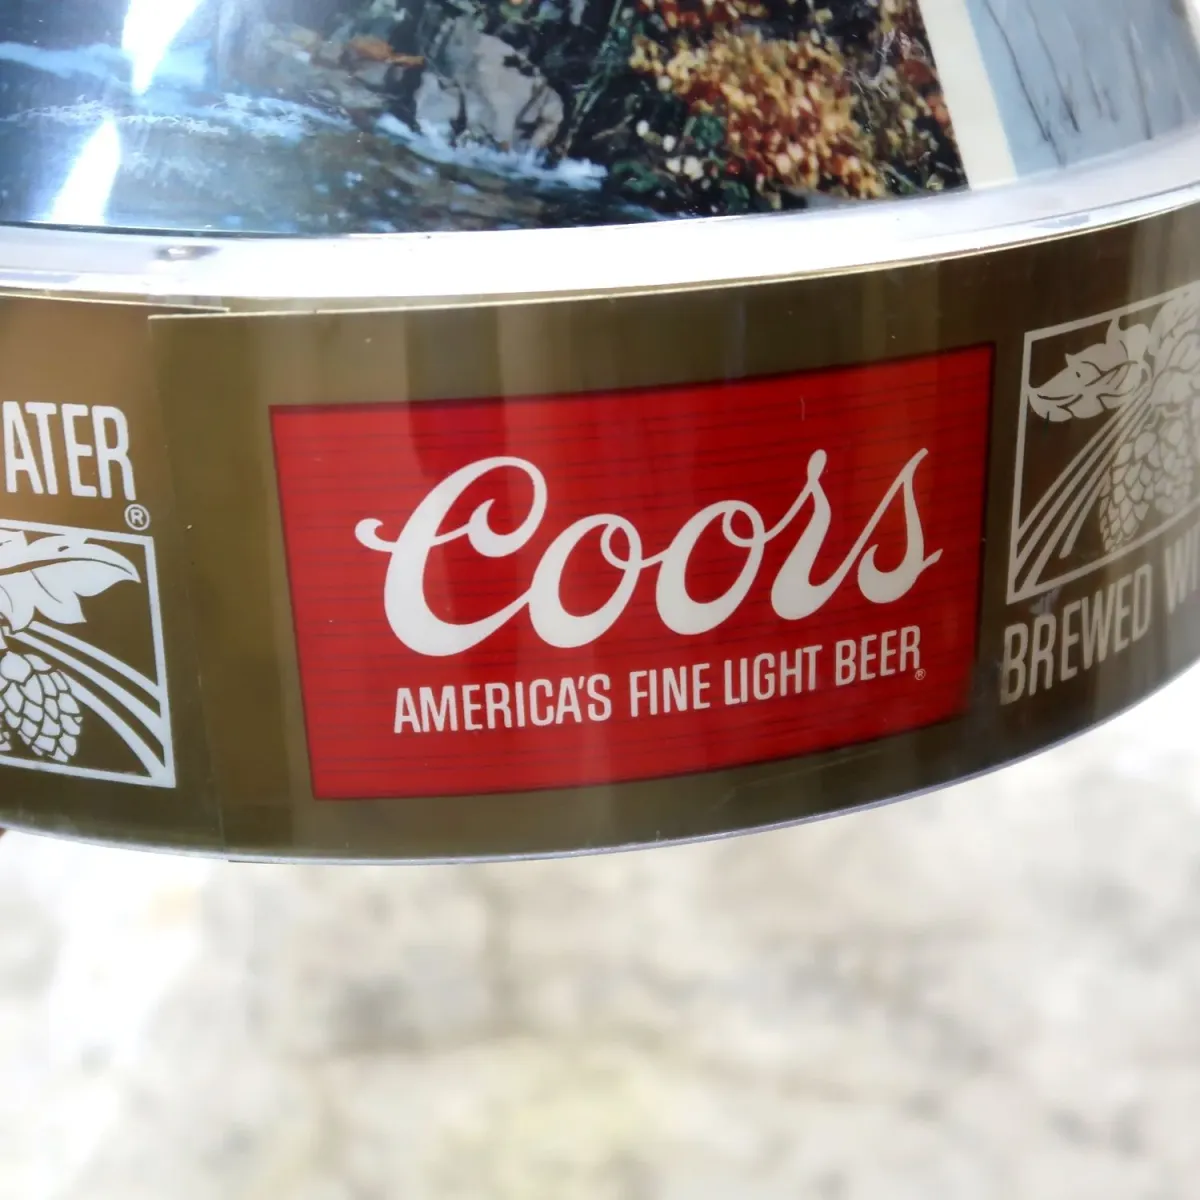 ATER®
Coors
AMERICA'S FINE LIGHT BEER®
BREWED